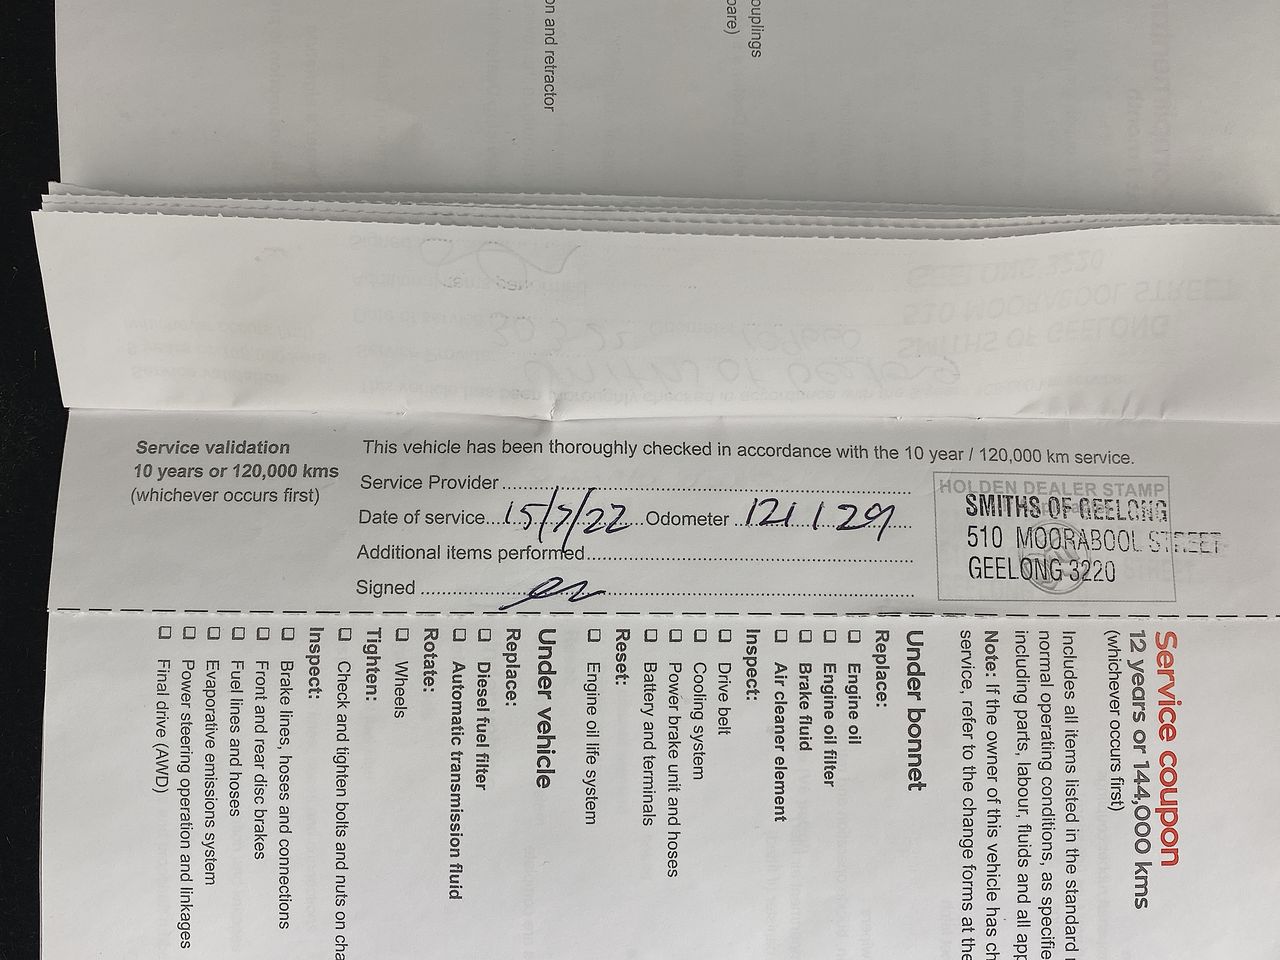 on and retractor
ouplings
pare)
Service validation
10 years or 120,000 kms
(whichever occurs first)
This vehicle has been thoroughly checked in accordance with the 10 year / 120,000 km service.
Service Provider
Date of service 15/7/22 Odometer 121129
Additional items performed
Signed
HOLDEN DEALER STAMP
SMITHS OF GEELONG
510 MOORABOOL STREET
GEELONG 3220
Service coupon
12 years or 144,000 kms
(whichever occurs first)
Includes all items listed in the standard
normal operating conditions, as specifie
including parts, labour, fluids and all app
Note: If the owner of this vehicle has ch
service, refer to the change forms at the
Under bonnet
Replace:
☐ Engine oil
☐ Engine oil filter
☐ Brake fluid
☐ Air cleaner element
Inspect:
☐ Drive belt
☐ Cooling system
☐ Power brake unit and hoses
☐ Battery and terminals
Reset:
☐ Engine oil life system
Under vehicle
Replace:
☐ Diesel fuel filter
☐ Automatic transmission fluid
Rotate:
☐ Wheels
Tighten:
☐ Check and tighten bolts and nuts on cha
Inspect:
☐ Brake lines, hoses and connections
☐ Front and rear disc brakes
☐ Fuel lines and hoses
☐ Evaporative emissions system
☐ Power steering operation and linkages
☐ Final drive (AWD)